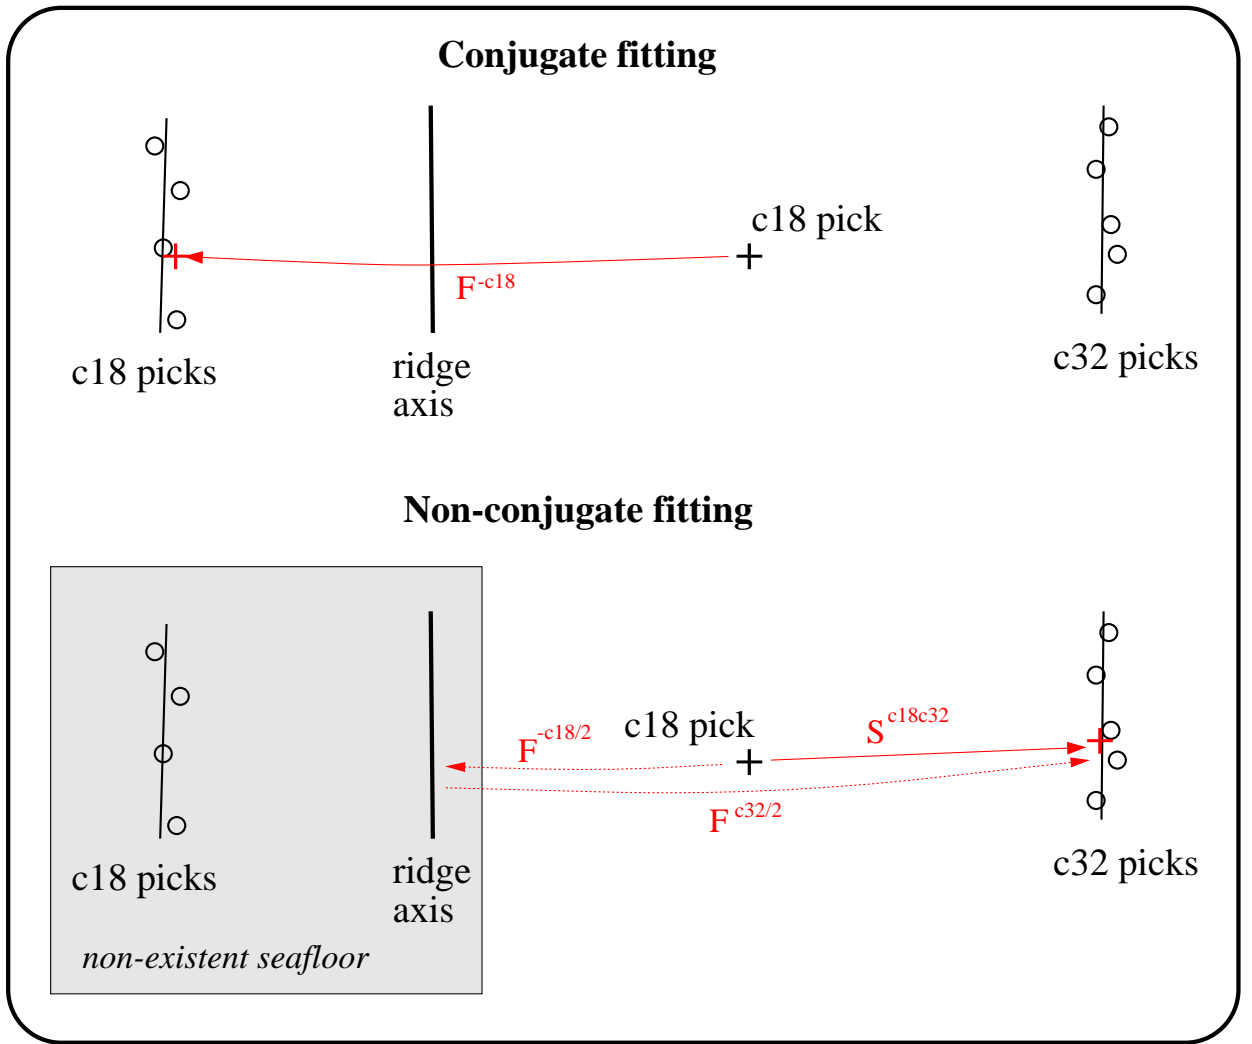 Conjugate fitting
c18 pick
F-c18
c18 picks
ridge
axis
c32 picks
Non-conjugate fitting
c18 pick
F-c18/2
Sc18c32
Fc32/2
c18 picks
ridge
axis
c32 picks
non-existent seafloor